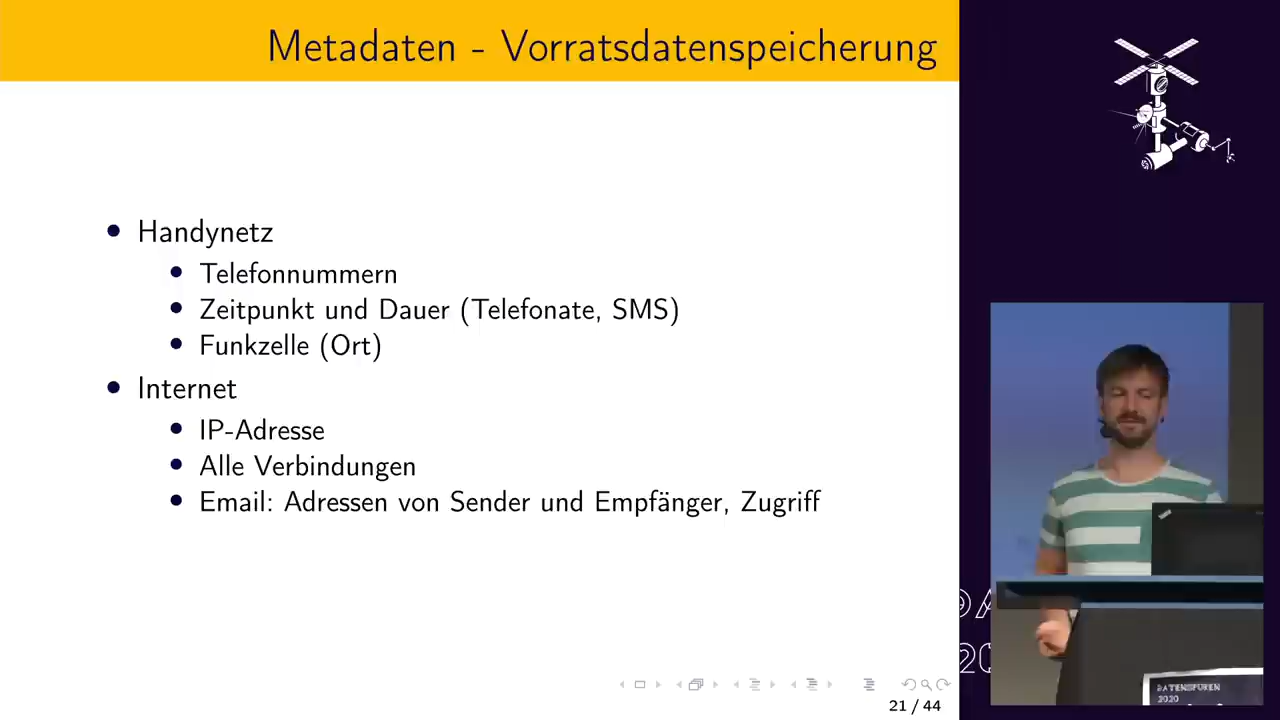 Metadaten - Vorratsdatenspeicherung
Handynetz
Telefonnummern
Zeitpunkt und Dauer (Telefonate, SMS)
Funkzelle (Ort)
Internet
IP-Adresse
Alle Verbindungen
Email: Adressen von Sender und Empfänger, Zugriff
21 / 44
DATENSPUREN
2020